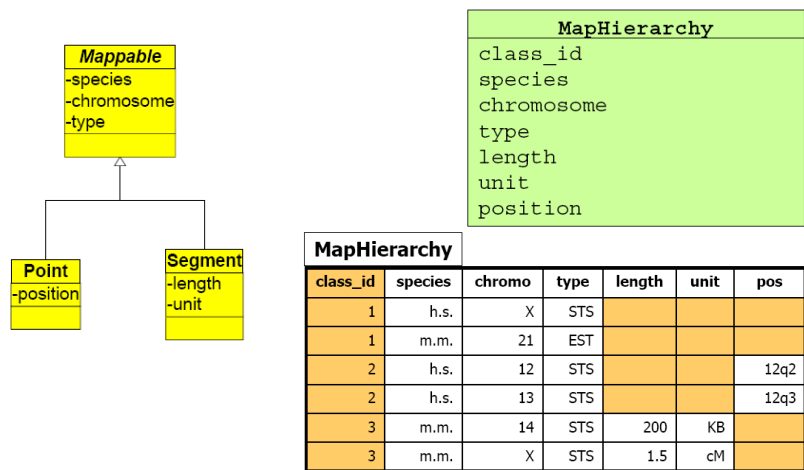 Mappable
-species
-chromosome
-type
Point
-position
Segment
-length
-unit
MapHierarchy
class_id
species
chromosome
type
length
unit
position
MapHierarchy
class_id species chromo type length unit pos
1 h.s. X STS
1 m.m. 21 EST
2 h.s. 12 STS 12q2
2 h.s. 13 STS 12q3
3 m.m. 14 STS 200 KB
3 m.m. X STS 1.5 cM